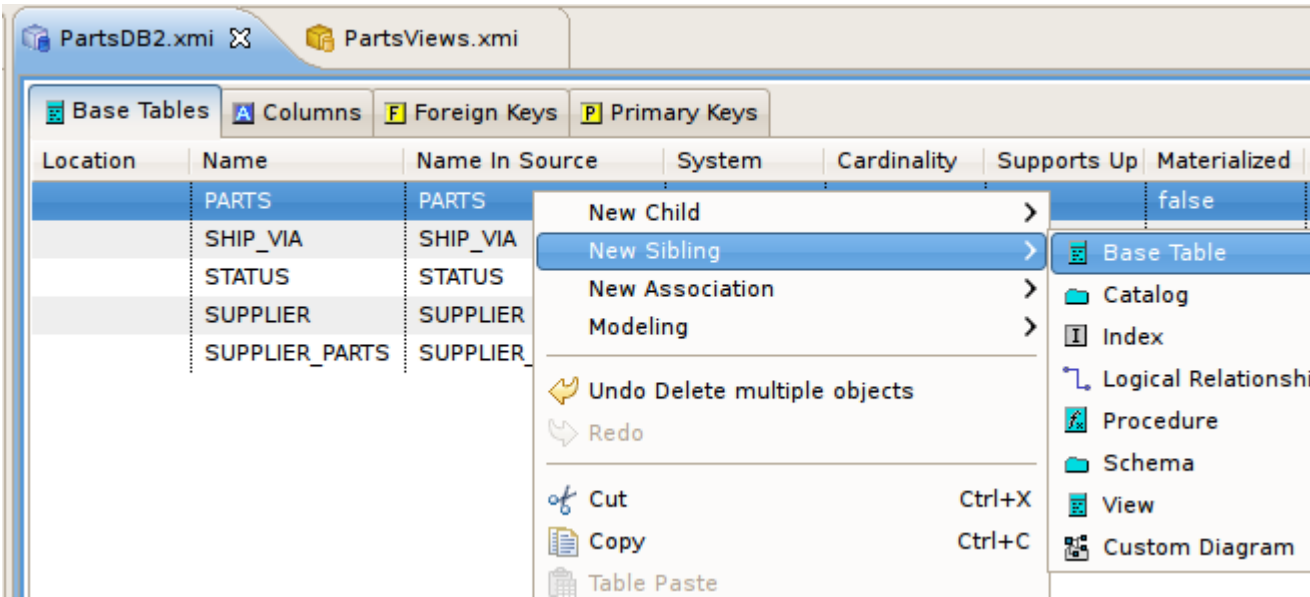 PartsDB2.xmi PartsViews.xmi
Base Tables A Columns F Foreign Keys P Primary Keys
Location Name Name In Source System Cardinality Supports Up Materialized
PARTS PARTS false
New Child
SHIP_VIA SHIP_VIA
New Sibling Base Table
STATUS STATUS
New Association
Catalog
SUPPLIER SUPPLIER
Modeling
I Index
SUPPLIER_PARTS SUPPLIER_
Logical Relationshi
Undo Delete multiple objects
Procedure
Redo
Schema
Cut Ctrl+X
View
Copy Ctrl+C
Custom Diagram
Table Paste